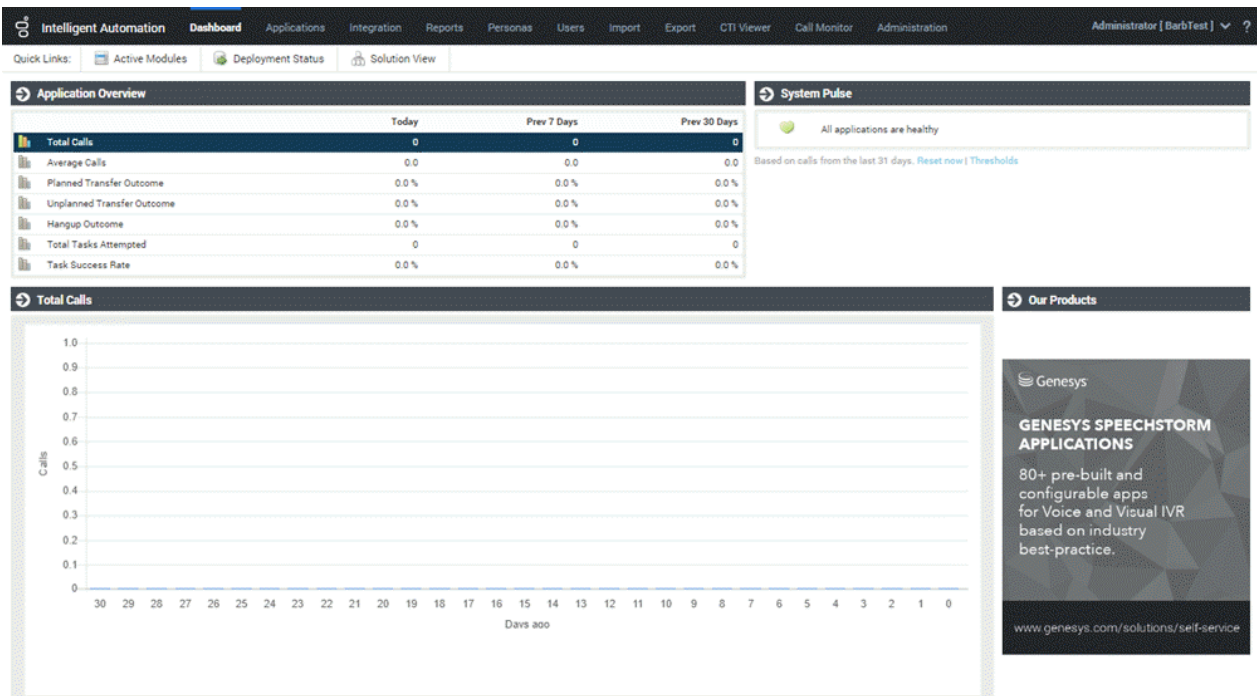 Intelligent Automation Dashboard Applications Integration Reports Personas Users Import Export CTI Viewer Call Monitor Administration Administrator [ BarbTest ] ?
Quick Links: Active Modules Deployment Status Solution View
Application Overview
Today Prev 7 Days Prev 30 Days
Total Calls 0 0 0
Average Calls 0.0 0.0 0.0
Planned Transfer Outcome 0.0 % 0.0 % 0.0 %
Unplanned Transfer Outcome 0.0 % 0.0 % 0.0 %
Hangup Outcome 0.0 % 0.0 % 0.0 %
Total Tasks Attempted 0 0 0
Task Success Rate 0.0 % 0.0 % 0.0 %
System Pulse
All applications are healthy
Based on calls from the last 31 days. Reset now | Thresholds
Total Calls
1.0
0.9
0.8
0.7
0.6
0.5
0.4
0.3
0.2
0.1
0
Calls
30 29 28 27 26 25 24 23 22 21 20 19 18 17 16 15 14 13 12 11 10 9 8 7 6 5 4 3 2 1 0
Days ago
Our Products
Genesys
GENESYS SPEECHSTORM
APPLICATIONS
80+ pre-built and
configurable apps
for Voice and Visual IVR
based on industry
best-practice.
www.genesys.com/solutions/self-service